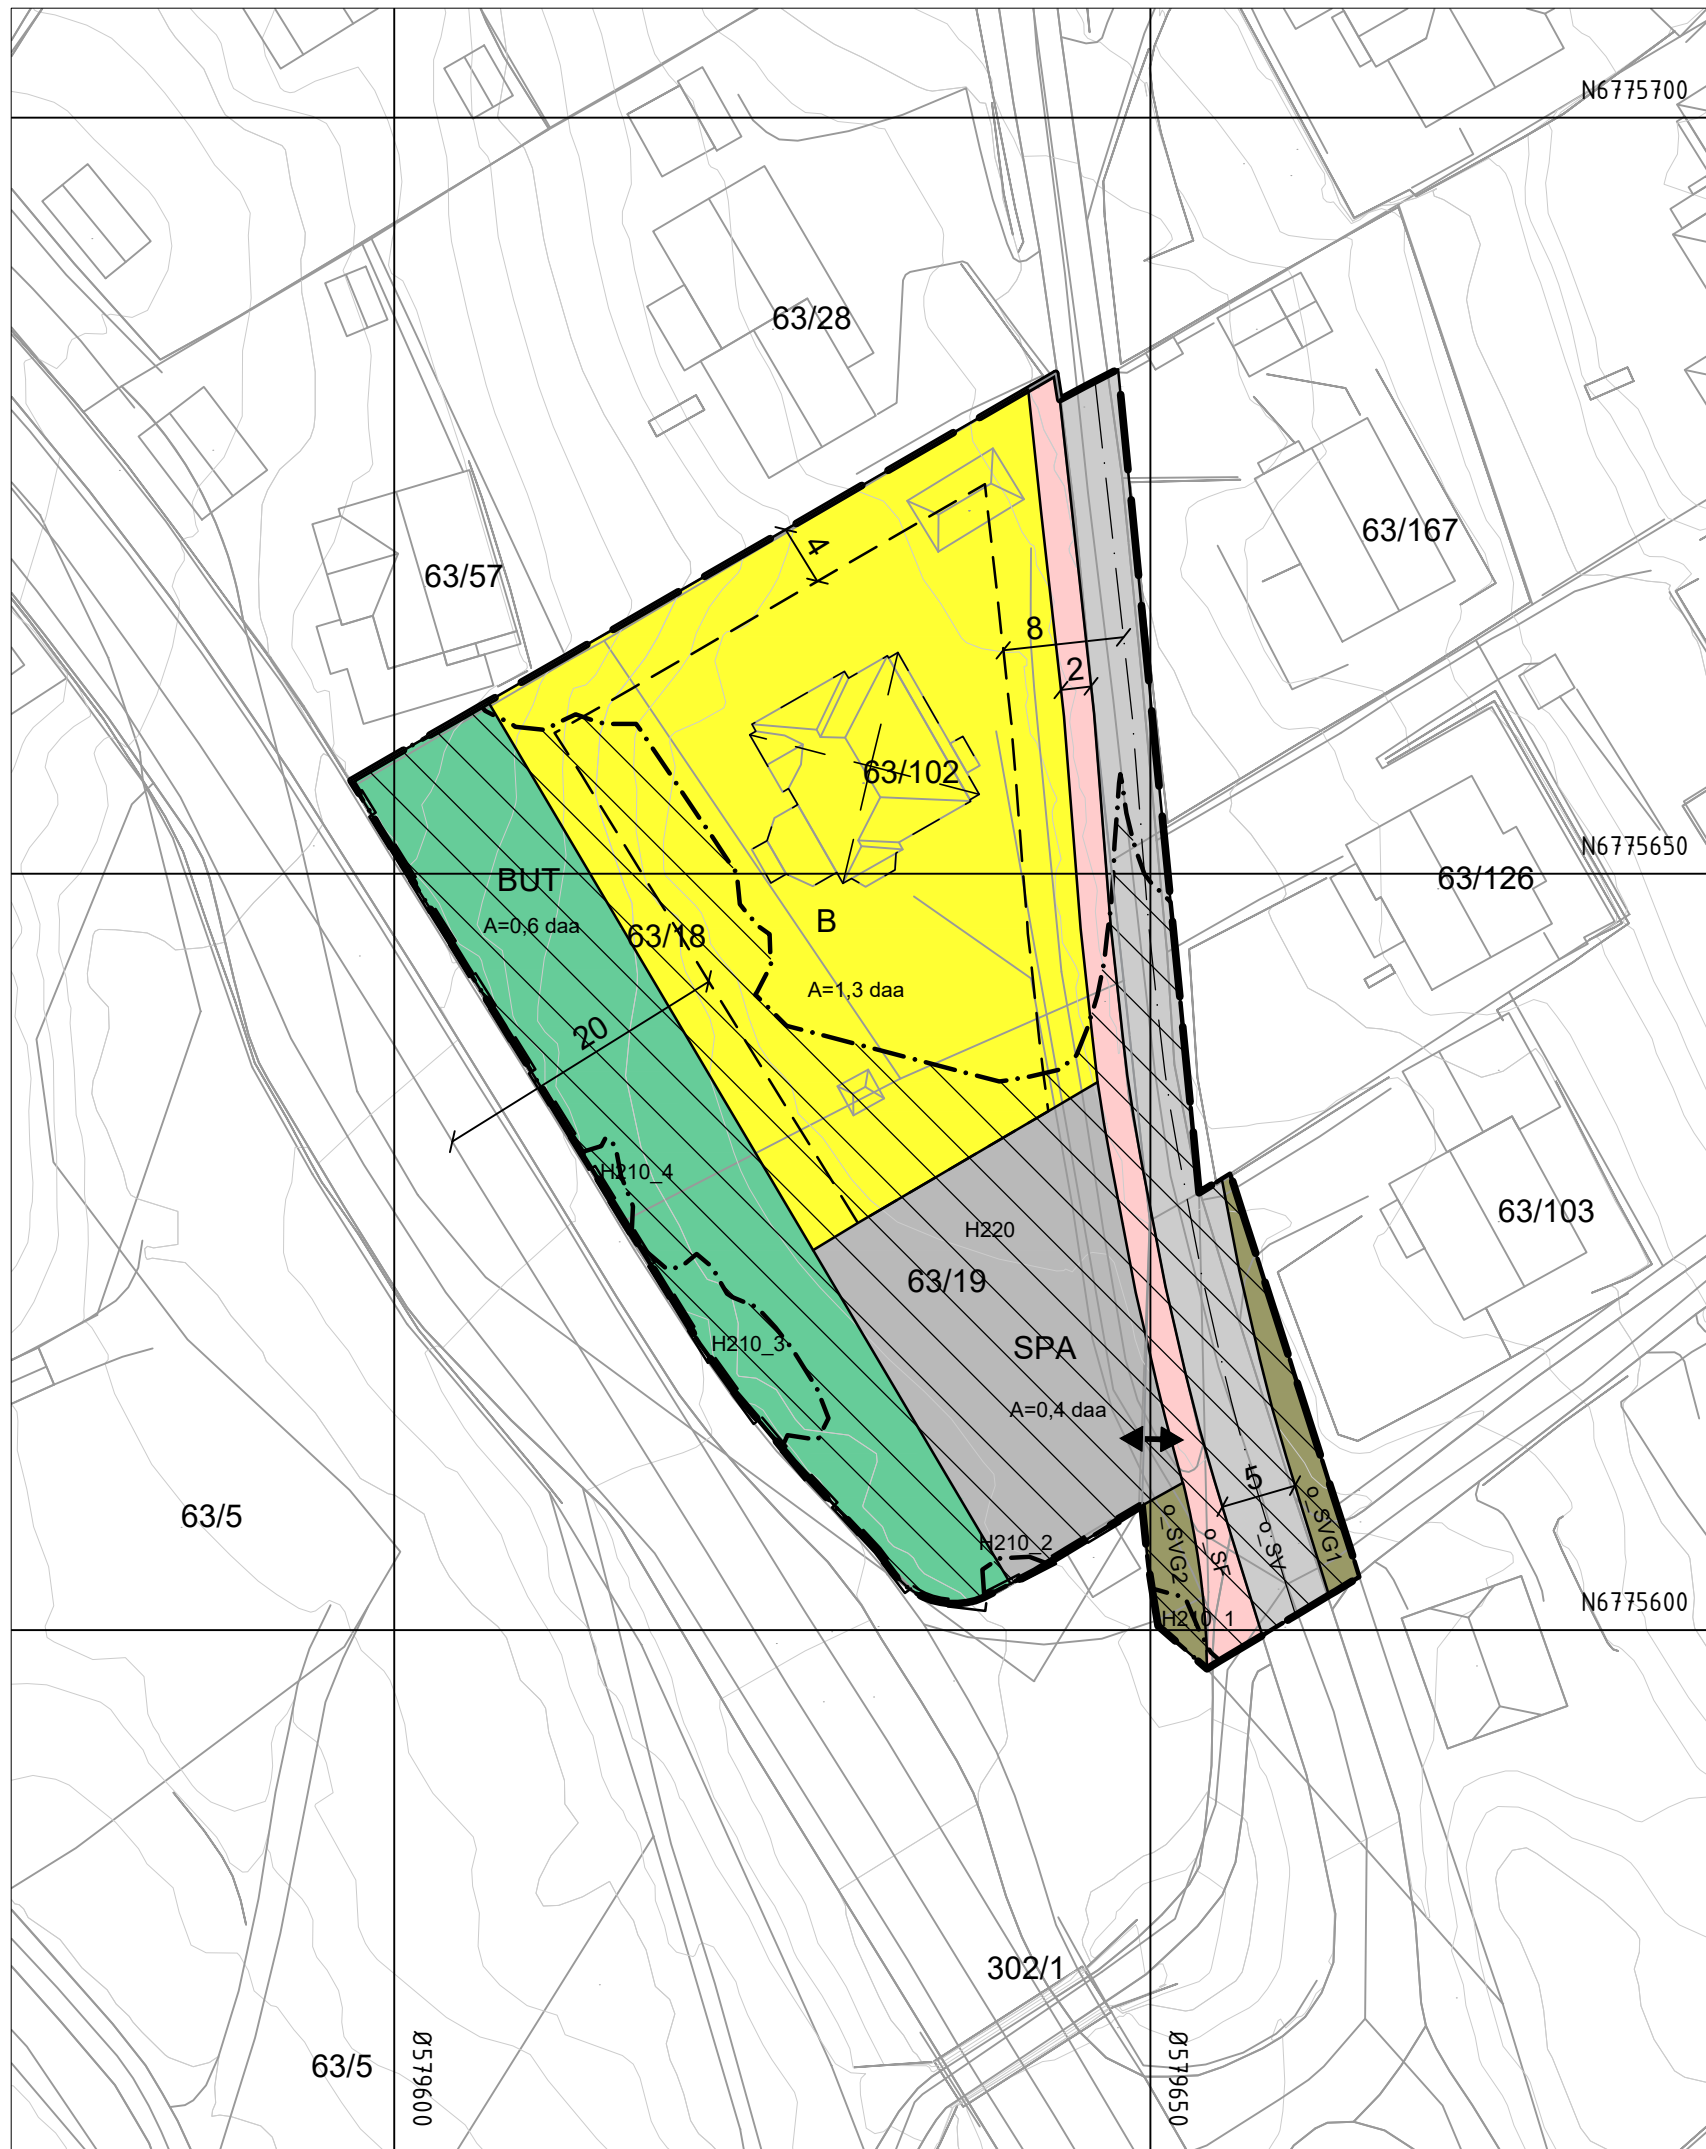 N6775700
63/28
63/167
4
63/57
8
2
63/102
N6775650
63/126
BUT
A=0,6 daa
B
63/18
A=1,3 daa
20
H210_4
63/103
H220
63/19
H210_3
SPA
A=0,4 daa
5
63/5
o_SVG1
o_SVG2
o_SF
o_SV
H210_2
N6775600
H210_1
302/1
63/5
Ø579600
Ø579650